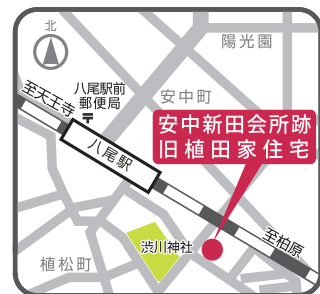 北
陽光園
至天王寺
八尾駅前
郵便局
安中町
安中新田会所跡
旧植田家住宅
八尾駅
渋川神社
至柏原
植松町